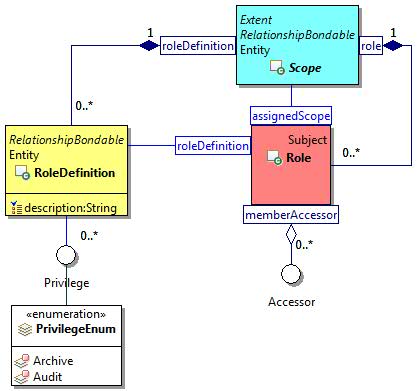 Extent
RelationshipBondable
Entity
Scope
1
roleDefinition
role
1
0..*
assignedScope
RelationshipBondable
Entity
RoleDefinition
description:String
roleDefinition
Subject
Role
0..*
memberAccessor
0..*
0..*
Privilege
Accessor
«enumeration»
PrivilegeEnum
Archive
Audit